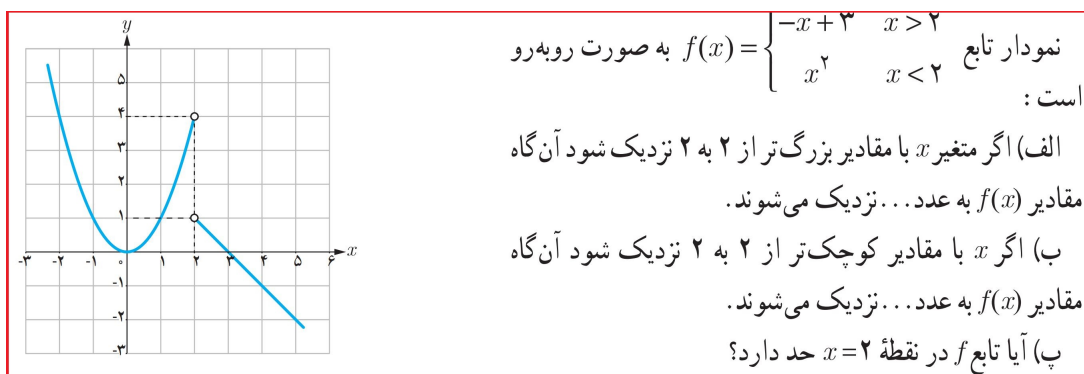 نمودار تابع f(x) = { −x + ۳  x > ۲ به صورت روبه‌رو
x^۲  x < ۲
است :
الف) اگر متغیر x با مقادیر بزرگ‌تر از ۲ به ۲ نزدیک شود آن‌گاه
مقادیر f(x) به عدد...نزدیک می‌شوند.
ب) اگر x با مقادیر کوچک‌تر از ۲ به ۲ نزدیک شود آن‌گاه
مقادیر f(x) به عدد...نزدیک می‌شوند.
پ) آیا تابع f در نقطهٔ x=۲ حد دارد؟
y
۵
۴
۳
۲
۱
-۳ -۲ -۱ ۰ ۱ ۲ ۳ ۴ ۵ ۶ x
-۱
-۲
-۳